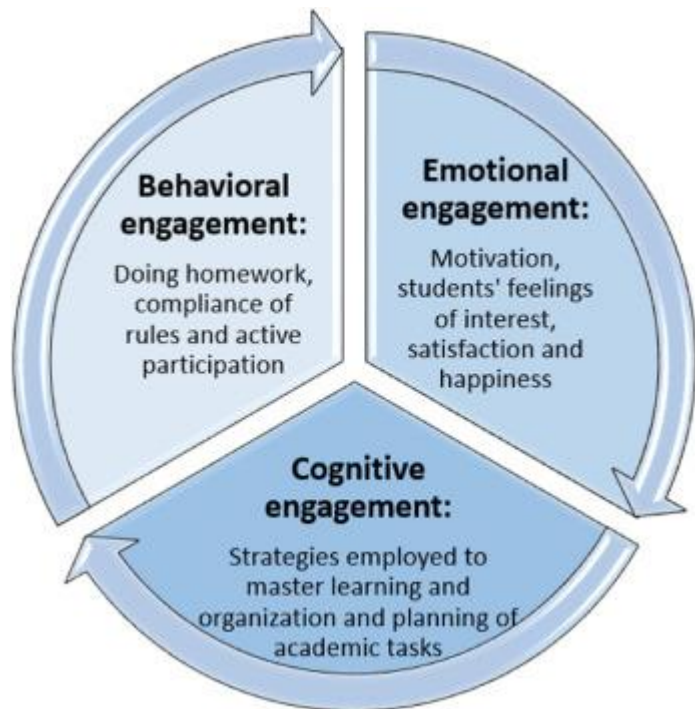 Behavioral
engagement:
Doing homework,
compliance of
rules and active
participation
Emotional
engagement:
Motivation,
students' feelings
of interest,
satisfaction and
happiness
Cognitive
engagement:
Strategies employed to
master learning and
organization and planning of
academic tasks